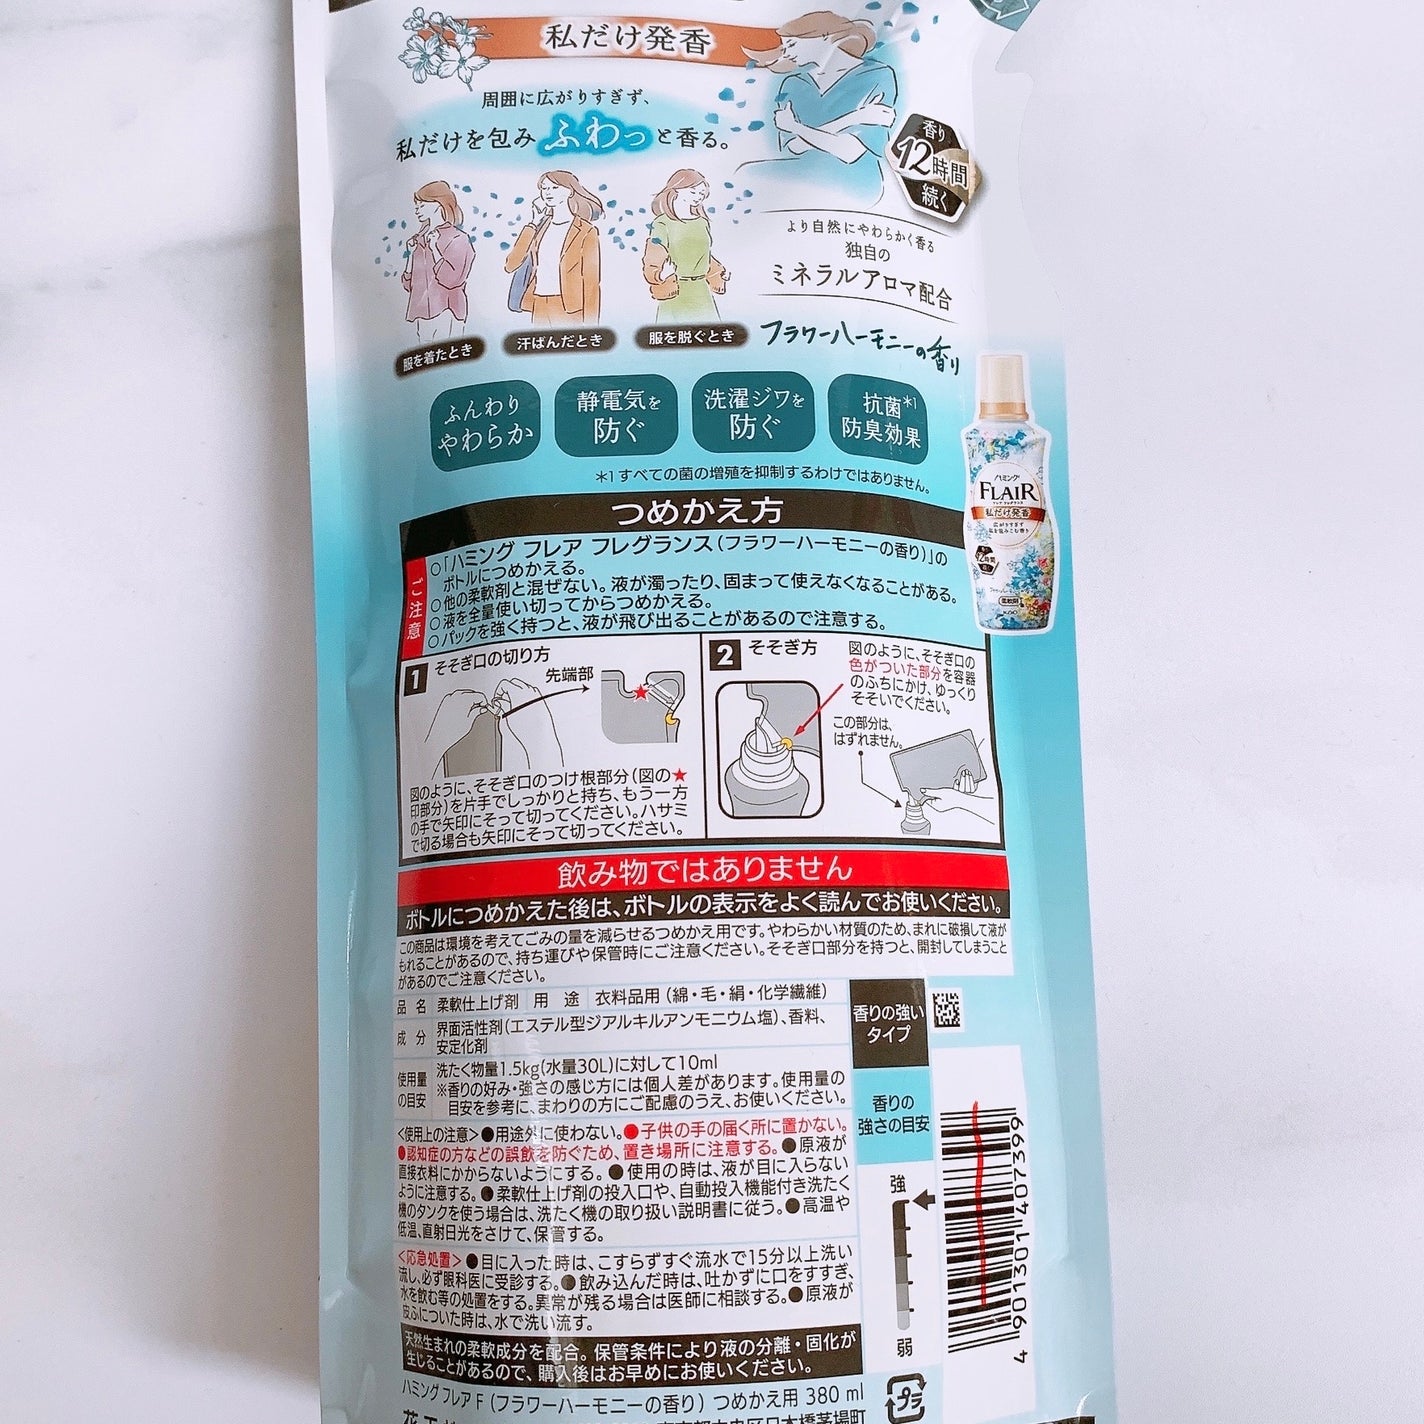 私だけ発香
周囲に広がりすぎず、
私だけを包み ふわっ と香る。
香り
12時間
続く
より自然にやわらかく香る
独自の
ミネラルアロマ配合
服を着たとき
汗ばんだとき
服を脱ぐとき
フラワーハーモニーの香り
ふんわり
やわらか
静電気を
防ぐ
洗濯ジワを
防ぐ
抗菌*1
防臭効果
*1 すべての菌の増殖を抑制するわけではありません。
ハミング
FLAIR
フレア フレグランス
私だけ発香
広がりすぎず
私を包みこむ香り
柔軟剤
つめかえ方
ご注意
○「ハミング フレア フレグランス(フラワーハーモニーの香り)」の
ボトルにつめかえる。
○他の柔軟剤と混ぜない。液が濁ったり、固まって使えなくなることがある。
○液を全量使い切ってからつめかえる。
○パックを強く持つと、液が飛び出ることがあるので注意する。
1 そそぎ口の切り方
先端部
図のように、そそぎ口のつけ根部分(図の★
印部分)を片手でしっかりと持ち、もう一方
の手で矢印にそって切ってください。ハサミ
で切る場合も矢印にそって切ってください。
2 そそぎ方
図のように、そそぎ口の
色がついた部分を容器
のふちにかけ、ゆっくり
そそいでください。
この部分は、
はずれません。
飲み物ではありません
ボトルにつめかえた後は、ボトルの表示をよく読んでお使いください。
この商品は環境を考えてごみの量を減らせるつめかえ用です。やわらかい材質のため、まれに破損して液が
もれることがあるので、持ち運びや保管時にご注意ください。そそぎ口部分を持つと、開封してしまうこと
があるのでご注意ください。
品 名 柔軟仕上げ剤 用 途 衣料品用(綿・毛・絹・化学繊維)
成 分 界面活性剤(エステル型ジアルキルアンモニウム塩)、香料、
安定化剤
使用量
の目安
洗たく物量1.5kg(水量30L)に対して10ml
※香りの好み・強さの感じ方には個人差があります。使用量の
目安を参考に、まわりの方にご配慮のうえ、お使いください。
<使用上の注意>●用途外に使わない。●子供の手の届く所に置かない。
●認知症の方などの誤飲を防ぐため、置き場所に注意する。●原液が
直接衣料にかからないようにする。●使用の時は、液が目に入らない
ように注意する。●柔軟仕上げ剤の投入口や、自動投入機能付き洗たく
機のタンクを使う場合は、洗たく機の取り扱い説明書に従う。●高温や
低温、直射日光をさけて、保管する。
<応急処置>●目に入った時は、こすらずすぐ流水で15分以上洗い
流し、必ず眼科医に受診する。●飲み込んだ時は、吐かずに口をすすぎ、
水を飲む等の処置をする。異常が残る場合は医師に相談する。●原液が
皮ふについた時は、水で洗い流す。
天然生まれの柔軟成分を配合。保管条件により液の分離・固化が
生じることがあるので、購入後はお早めにお使いください。
ハミング フレア F (フラワーハーモニーの香り) つめかえ用 380 ml
香りの強い
タイプ
香りの
強さの目安
強
弱
プラ
4 901301 407399